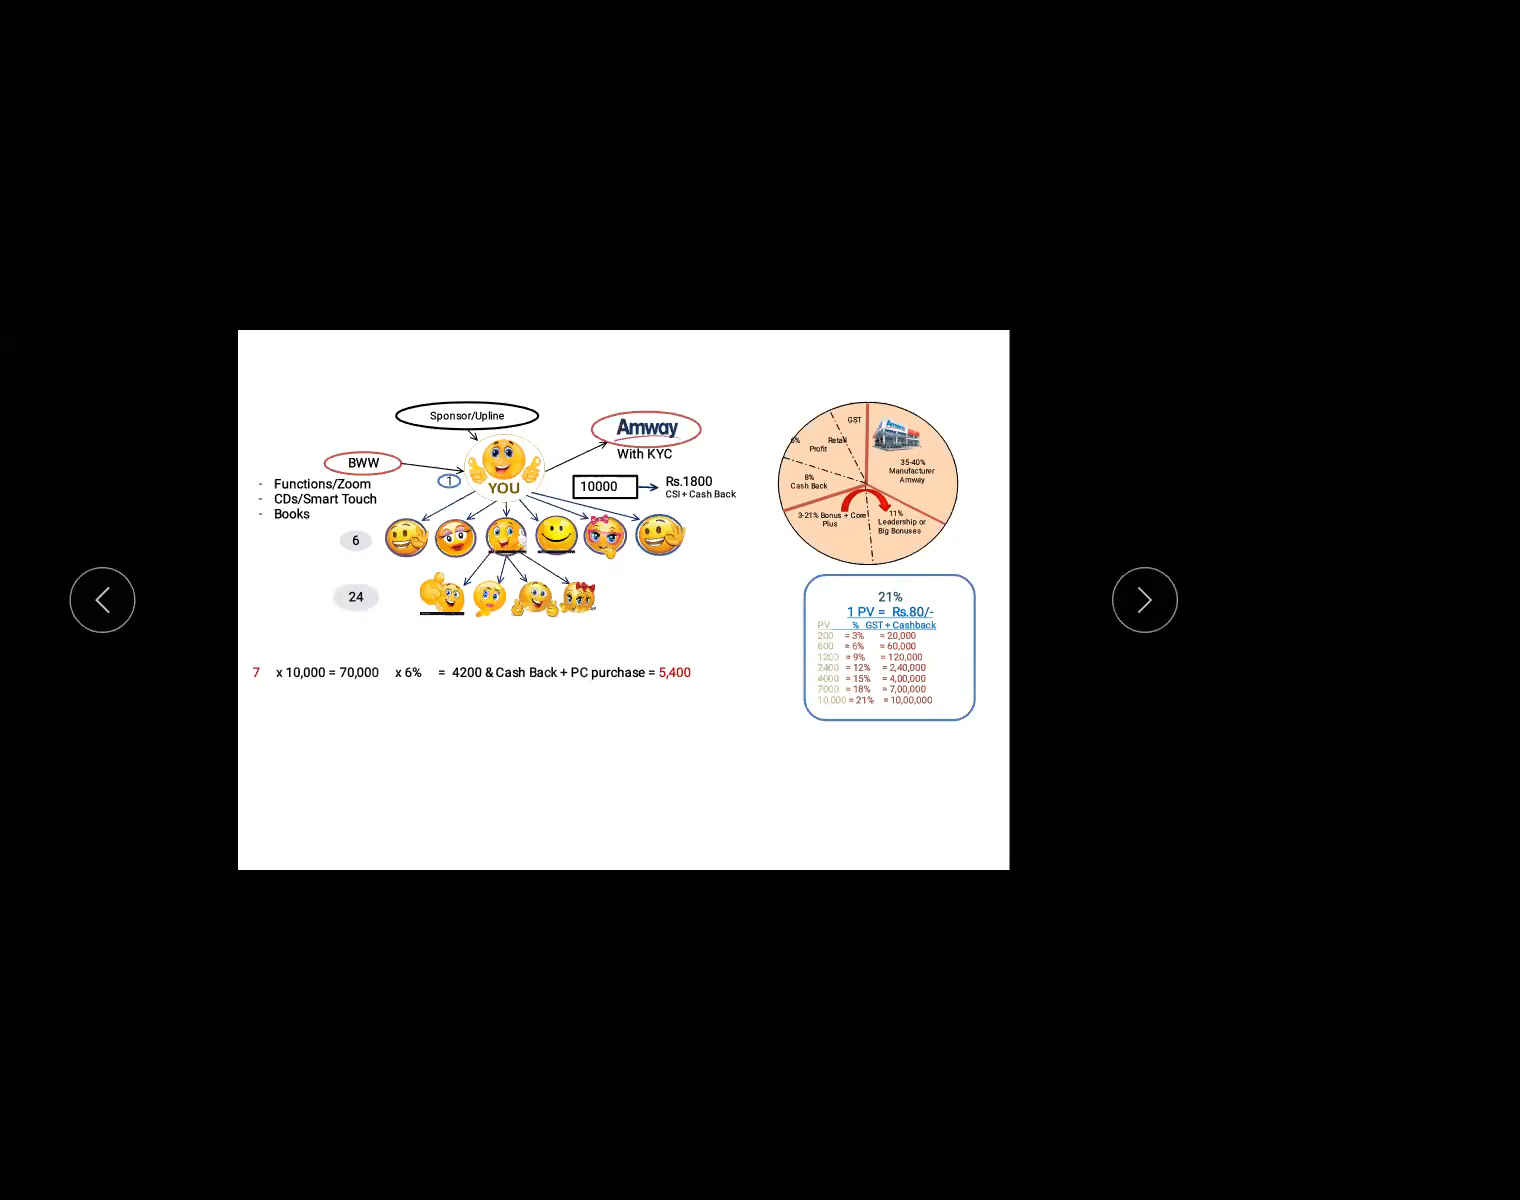 Sponsor/Upline
Amway
With KYC
BWW
- Functions/Zoom
- CDs/Smart Touch
- Books
1
YOU
10000
Rs.1800
CSI + Cash Back
6
24
7 x 10,000 = 70,000 x 6% = 4200 & Cash Back + PC purchase = 5,400
GST
Retail
Profit
8%
Cash Back
3-21% Bonus + Core
Plus
Amway
35-40%
Manufacturer
Amway
11%
Leadership or
Big Bonuses
21%
1 PV = Rs.80/-
PV % GST + Cashback
200 = 3% = 20,000
600 = 6% = 60,000
1200 = 9% = 120,000
2400 = 12% = 2,40,000
4000 = 15% = 4,00,000
7000 = 18% = 7,00,000
10,000 = 21% = 10,00,000